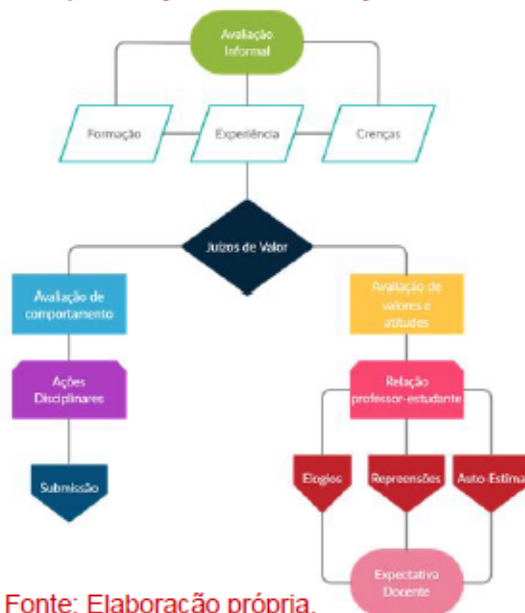 Avaliação
Informal
Formação
Experiência
Crenças
Juízos de Valor
Avaliação de
comportamento
Avaliação de
valores e
atitudes
Ações
Disciplinares
Relação
professor-estudante
Submissão
Elogios
Repreensões
Auto-Estima
Expectativa
Docente
Fonte: Elaboração própria.